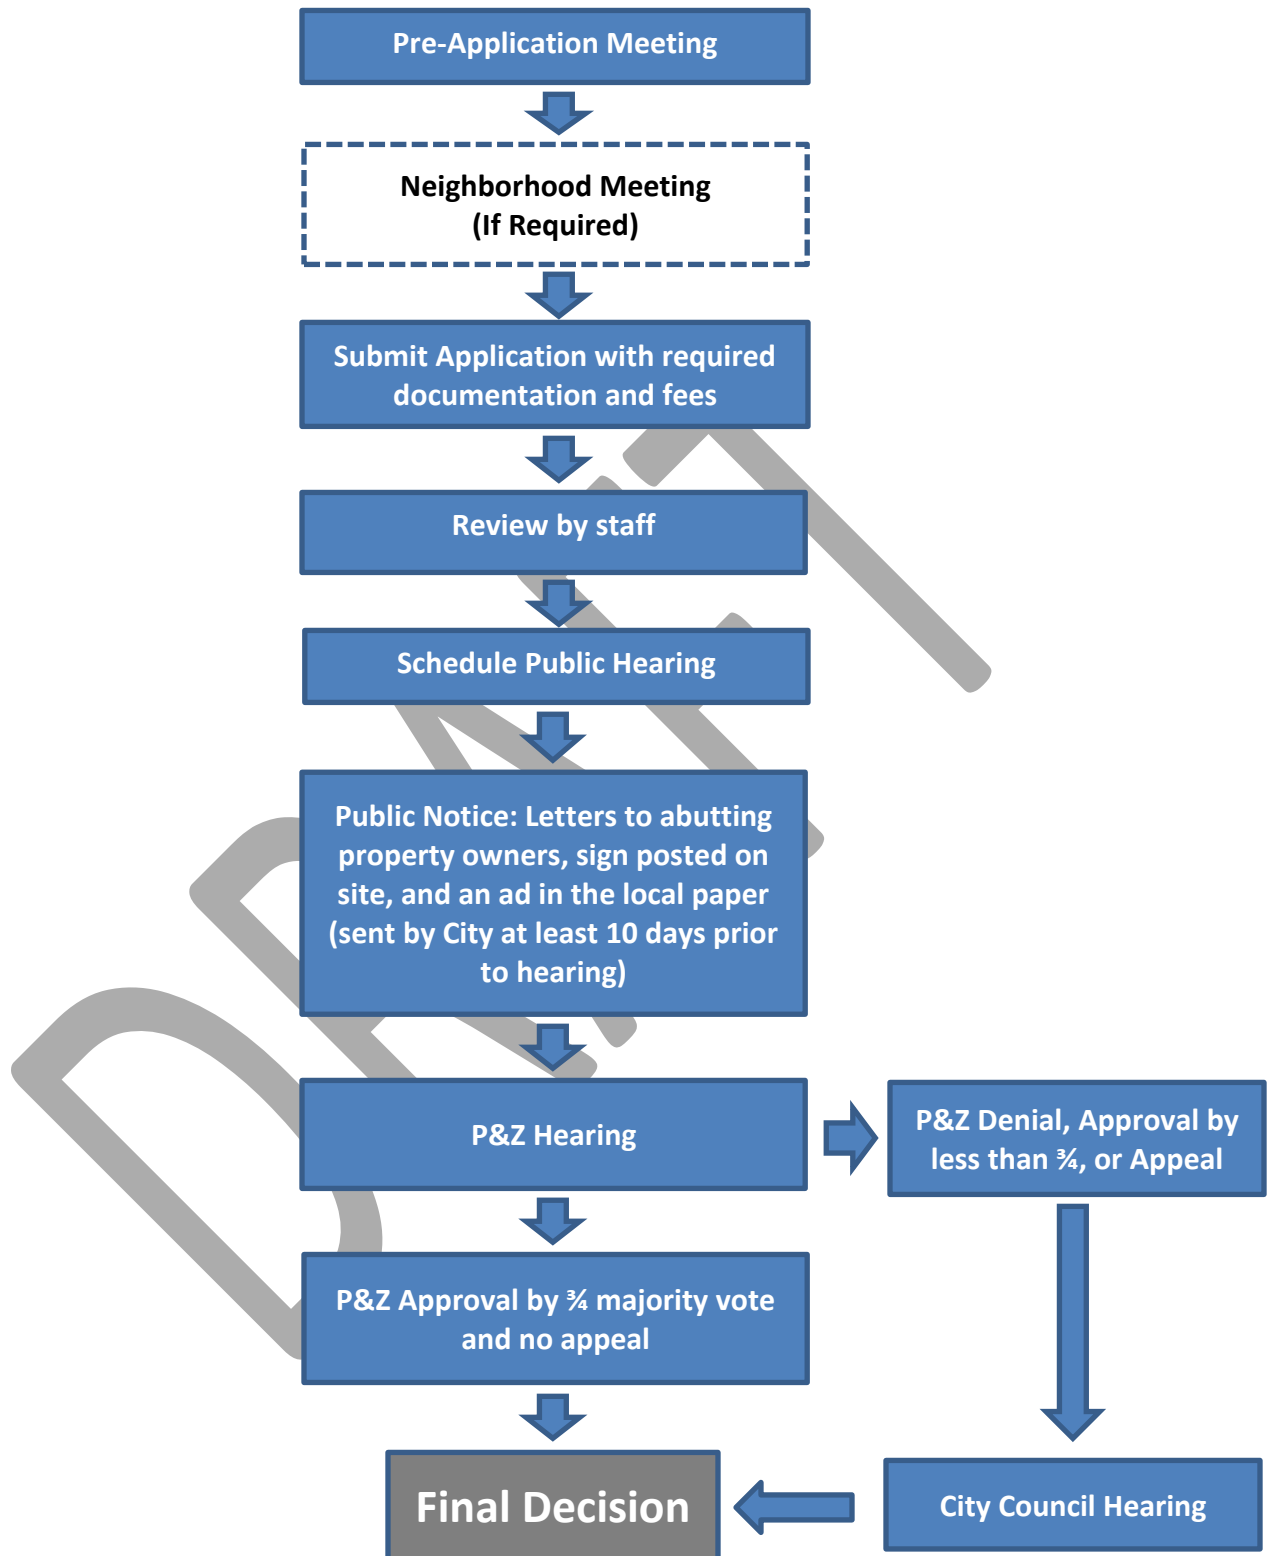 Pre-Application Meeting
Neighborhood Meeting
(If Required)
Submit Application with required
documentation and fees
Review by staff
Schedule Public Hearing
Public Notice: Letters to abutting
property owners, sign posted on
site, and an ad in the local paper
(sent by City at least 10 days prior
to hearing)
P&Z Hearing
P&Z Denial, Approval by
less than ¾, or Appeal
P&Z Approval by ¾ majority vote
and no appeal
Final Decision
City Council Hearing
DRAFT